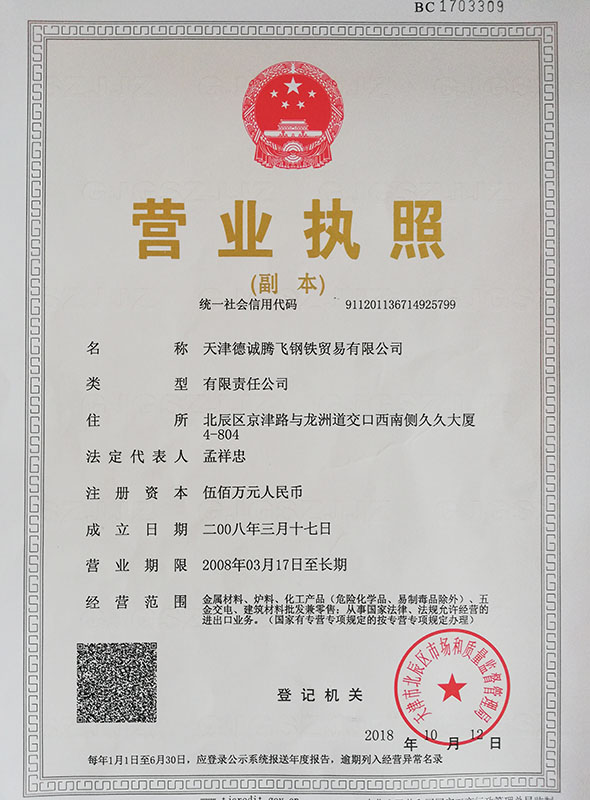 BC 1703309
营业执照
(副 本)
统一社会信用代码 911201136714925799
名称 天津德诚腾飞钢铁贸易有限公司
类型 有限责任公司
住所 北辰区京津路与龙洲道交口西南侧久久大厦
4-804
法定代表人 孟祥忠
注册资本 伍佰万元人民币
成立日期 二00八年三月十七日
营业期限 2008年03月17日至长期
经营范围 金属材料、炉料、化工产品（危险化学品、易制毒品除外）、五
金交电、建筑材料批发兼零售；从事国家法律、法规允许经营的
进出口业务。（国家有专营专项规定的按专营专项规定办理）
天津市北辰区市场和质量监督管理局
登记机关
2018年10月12日
每年1月1日至6月30日，应登录公示系统报送年度报告，逾期列入经营异常名录